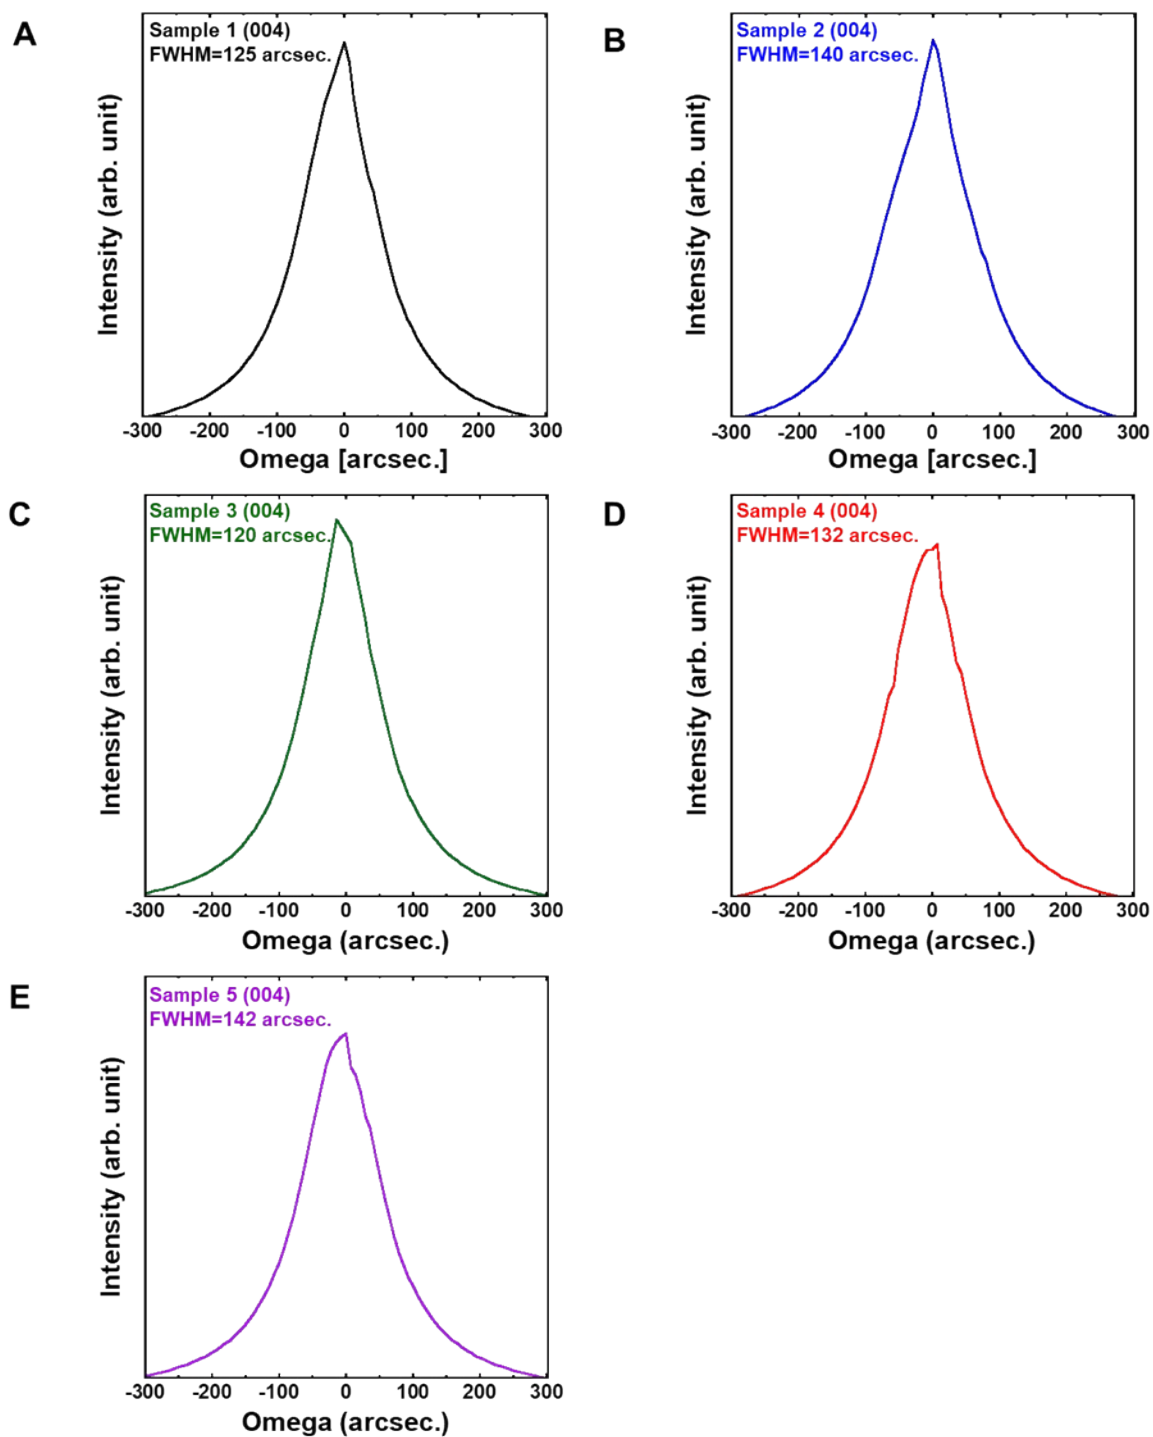 A
Sample 1 (004)
FWHM=125 arcsec.
Intensity (arb. unit)
-300 -200 -100 0 100 200 300
Omega [arcsec.]
B
Sample 2 (004)
FWHM=140 arcsec.
Intensity (arb. unit)
-300 -200 -100 0 100 200 300
Omega [arcsec.]
C
Sample 3 (004)
FWHM=120 arcsec.
Intensity (arb. unit)
-300 -200 -100 0 100 200 300
Omega (arcsec.)
D
Sample 4 (004)
FWHM=132 arcsec.
Intensity (arb. unit)
-300 -200 -100 0 100 200 300
Omega (arcsec.)
E
Sample 5 (004)
FWHM=142 arcsec.
Intensity (arb. unit)
-300 -200 -100 0 100 200 300
Omega (arcsec.)